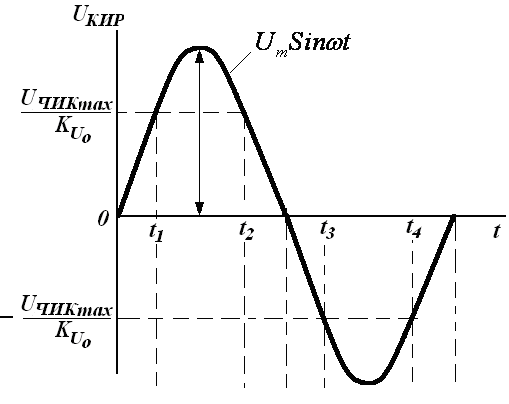 U_КИР
U_m Sinωt
U_ЧИКmax
K_Uo
0
t_1
t_2
t_3
t_4
t
– U_ЧИКmax
K_Uo